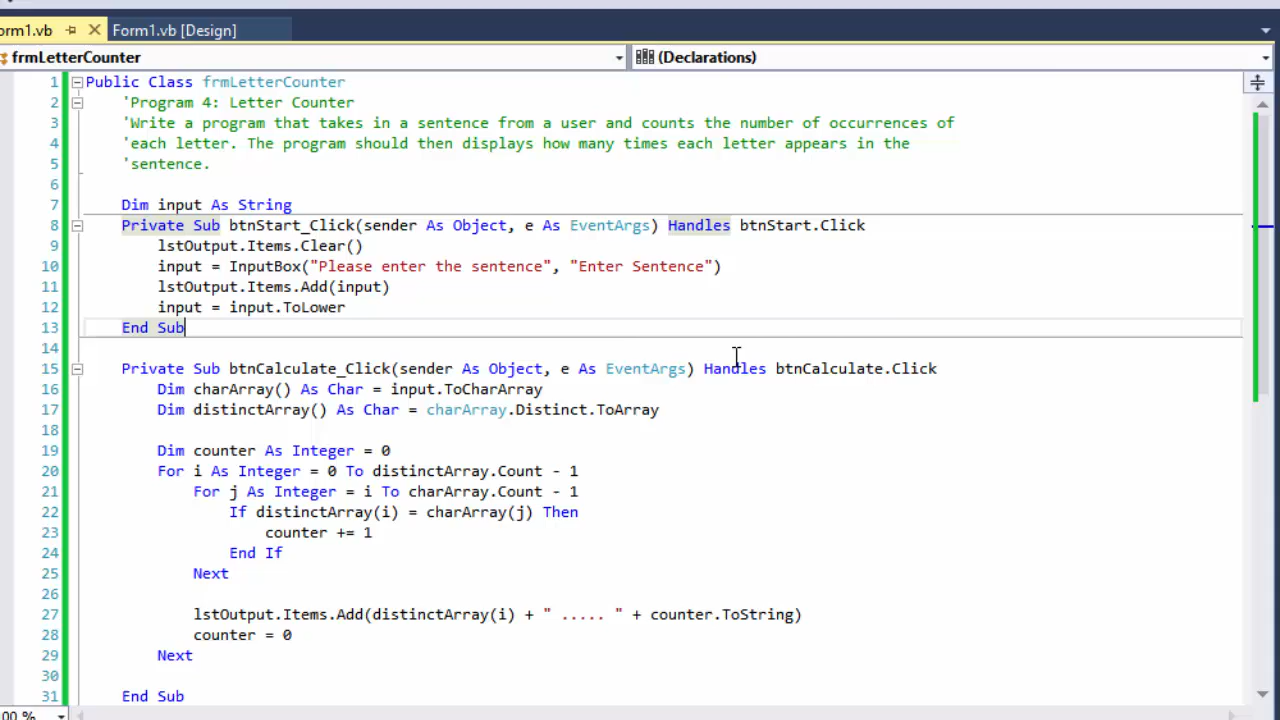 orm1.vb Form1.vb [Design]
frmLetterCounter (Declarations)
1 Public Class frmLetterCounter
2 'Program 4: Letter Counter
3 'Write a program that takes in a sentence from a user and counts the number of occurrences of
4 'each letter. The program should then displays how many times each letter appears in the
5 'sentence.
6
7 Dim input As String
8 Private Sub btnStart_Click(sender As Object, e As EventArgs) Handles btnStart.Click
9 lstOutput.Items.Clear()
10 input = InputBox("Please enter the sentence", "Enter Sentence")
11 lstOutput.Items.Add(input)
12 input = input.ToLower
13 End Sub
14
15 Private Sub btnCalculate_Click(sender As Object, e As EventArgs) Handles btnCalculate.Click
16 Dim charArray() As Char = input.ToCharArray
17 Dim distinctArray() As Char = charArray.Distinct.ToArray
18
19 Dim counter As Integer = 0
20 For i As Integer = 0 To distinctArray.Count - 1
21 For j As Integer = i To charArray.Count - 1
22 If distinctArray(i) = charArray(j) Then
23 counter += 1
24 End If
25 Next
26
27 lstOutput.Items.Add(distinctArray(i) + " ..... " + counter.ToString)
28 counter = 0
29 Next
30
31 End Sub
00 %